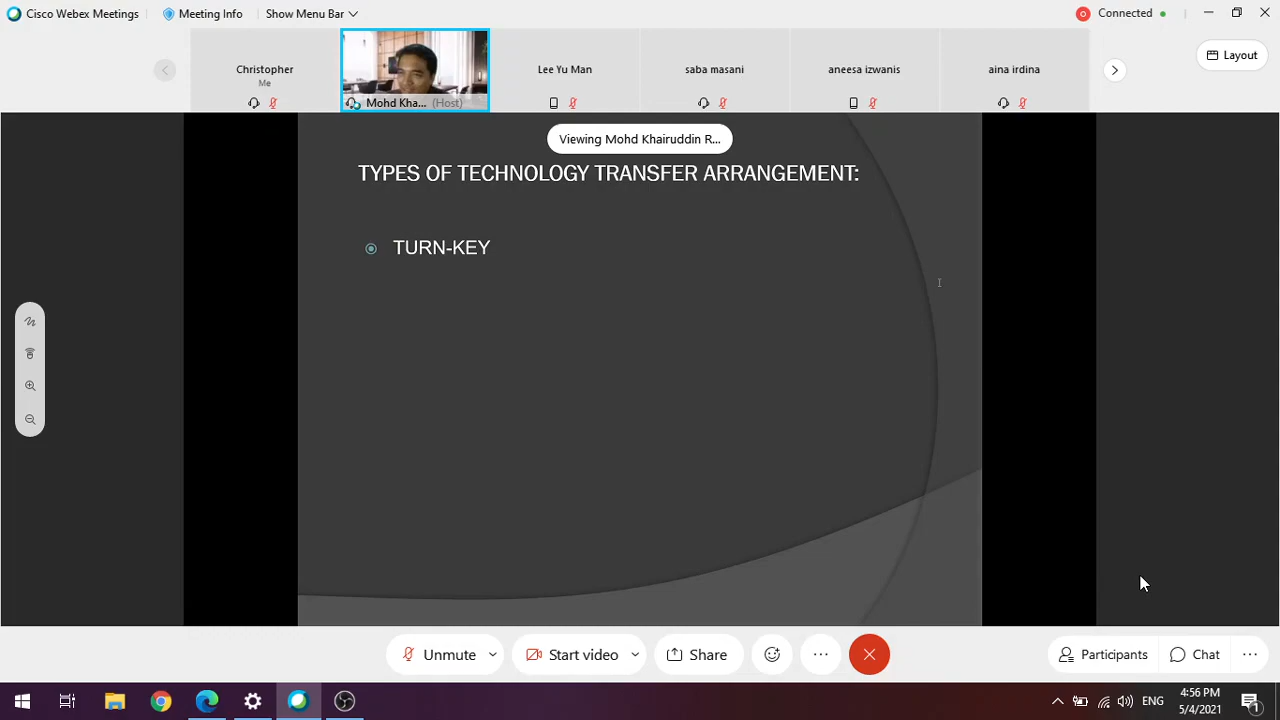 Cisco Webex Meetings
Meeting Info
Show Menu Bar
Connected
Layout
Christopher
Me
Mohd Kha... (Host)
Lee Yu Man
saba masani
aneesa izwanis
aina irdina
Viewing Mohd Khairuddin R...
TYPES OF TECHNOLOGY TRANSFER ARRANGEMENT:
TURN-KEY
Unmute
Start video
Share
Participants
Chat
ENG
4:56 PM
5/4/2021
1